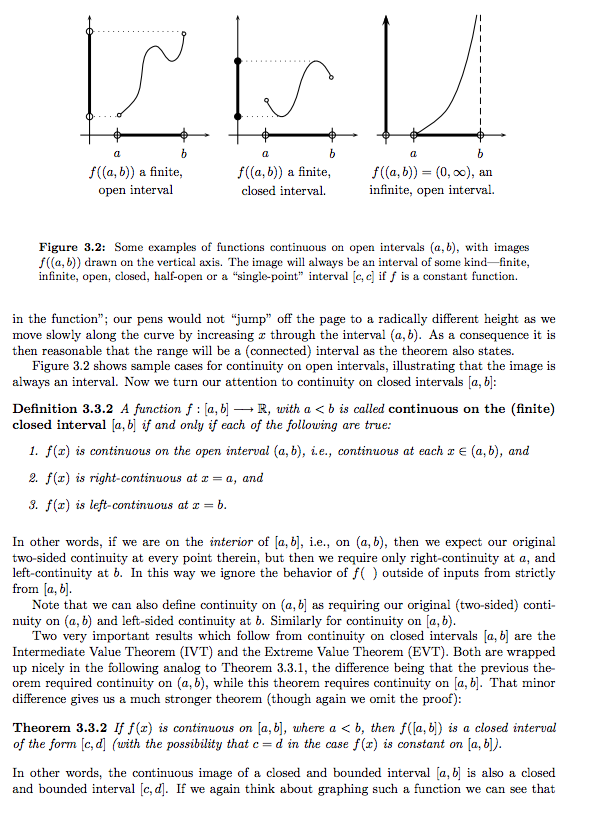 a b a b a b
f((a, b)) a finite, f((a, b)) a finite, f((a, b)) = (0, ∞), an
open interval closed interval. infinite, open interval.
Figure 3.2: Some examples of functions continuous on open intervals (a, b), with images
f((a, b)) drawn on the vertical axis. The image will always be an interval of some kind—finite,
infinite, open, closed, half-open or a “single-point” interval [c, c] if f is a constant function.
in the function”; our pens would not “jump” off the page to a radically different height as we
move slowly along the curve by increasing x through the interval (a, b). As a consequence it is
then reasonable that the range will be a (connected) interval as the theorem also states.
Figure 3.2 shows sample cases for continuity on open intervals, illustrating that the image is
always an interval. Now we turn our attention to continuity on closed intervals [a, b]:
Definition 3.3.2 A function f : [a, b] ⟶ ℝ, with a < b is called continuous on the (finite)
closed interval [a, b] if and only if each of the following are true:
1. f(x) is continuous on the open interval (a, b), i.e., continuous at each x ∈ (a, b), and
2. f(x) is right-continuous at x = a, and
3. f(x) is left-continuous at x = b.
In other words, if we are on the interior of [a, b], i.e., on (a, b), then we expect our original
two-sided continuity at every point therein, but then we require only right-continuity at a, and
left-continuity at b. In this way we ignore the behavior of f( ) outside of inputs from strictly
from [a, b].
Note that we can also define continuity on (a, b] as requiring our original (two-sided) conti-
nuity on (a, b) and left-sided continuity at b. Similarly for continuity on [a, b).
Two very important results which follow from continuity on closed intervals [a, b] are the
Intermediate Value Theorem (IVT) and the Extreme Value Theorem (EVT). Both are wrapped
up nicely in the following analog to Theorem 3.3.1, the difference being that the previous the-
orem required continuity on (a, b), while this theorem requires continuity on [a, b]. That minor
difference gives us a much stronger theorem (though again we omit the proof):
Theorem 3.3.2 If f(x) is continuous on [a, b], where a < b, then f([a, b]) is a closed interval
of the form [c, d] (with the possibility that c = d in the case f(x) is constant on [a, b]).
In other words, the continuous image of a closed and bounded interval [a, b] is also a closed
and bounded interval [c, d]. If we again think about graphing such a function we can see that